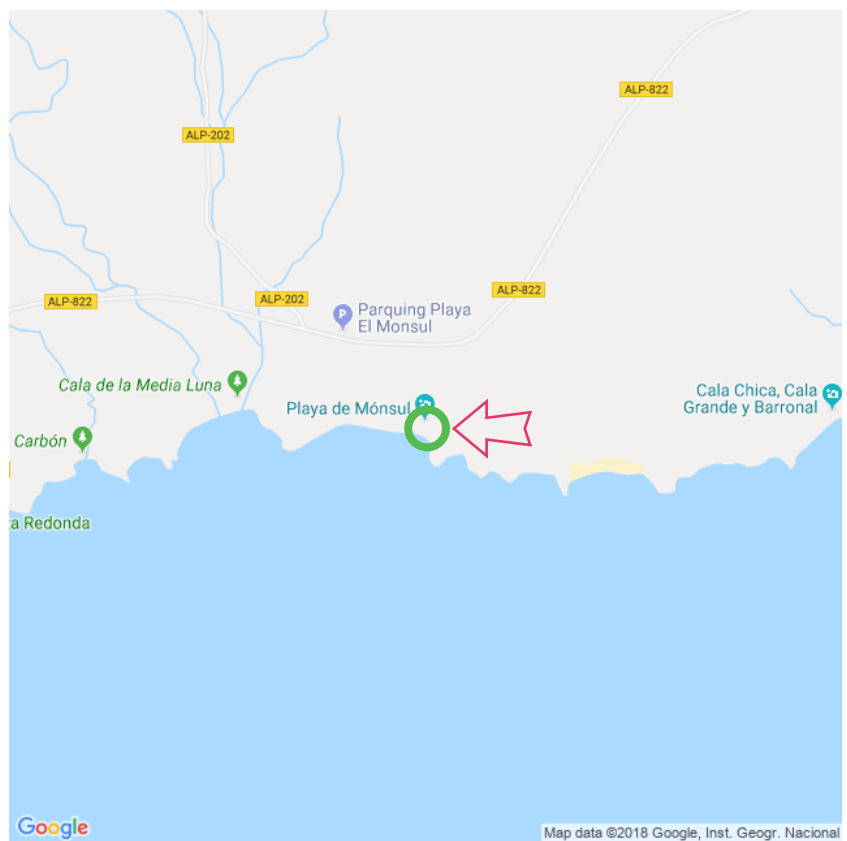 ALP-822
ALP-202
ALP-822
ALP-202
ALP-822
Parquing Playa
El Monsul
Cala de la Media Luna
Playa de Mónsul
Cala Chica, Cala
Grande y Barronal
Carbón
a Redonda
Google
Map data ©2018 Google, Inst. Geogr. Nacional